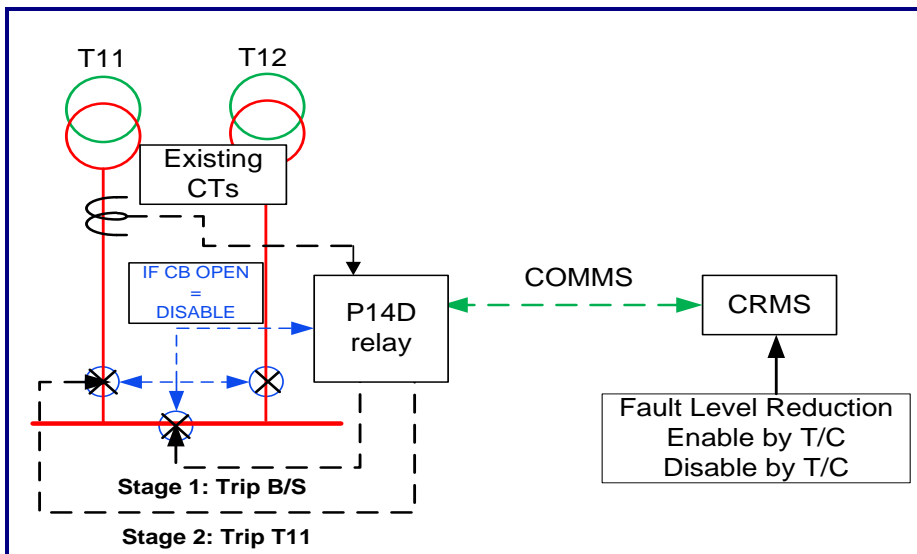 T11
T12
Existing
CTs
IF CB OPEN
=
DISABLE
P14D
relay
COMMS
CRMS
Fault Level Reduction
Enable by T/C
Disable by T/C
Stage 1: Trip B/S
Stage 2: Trip T11